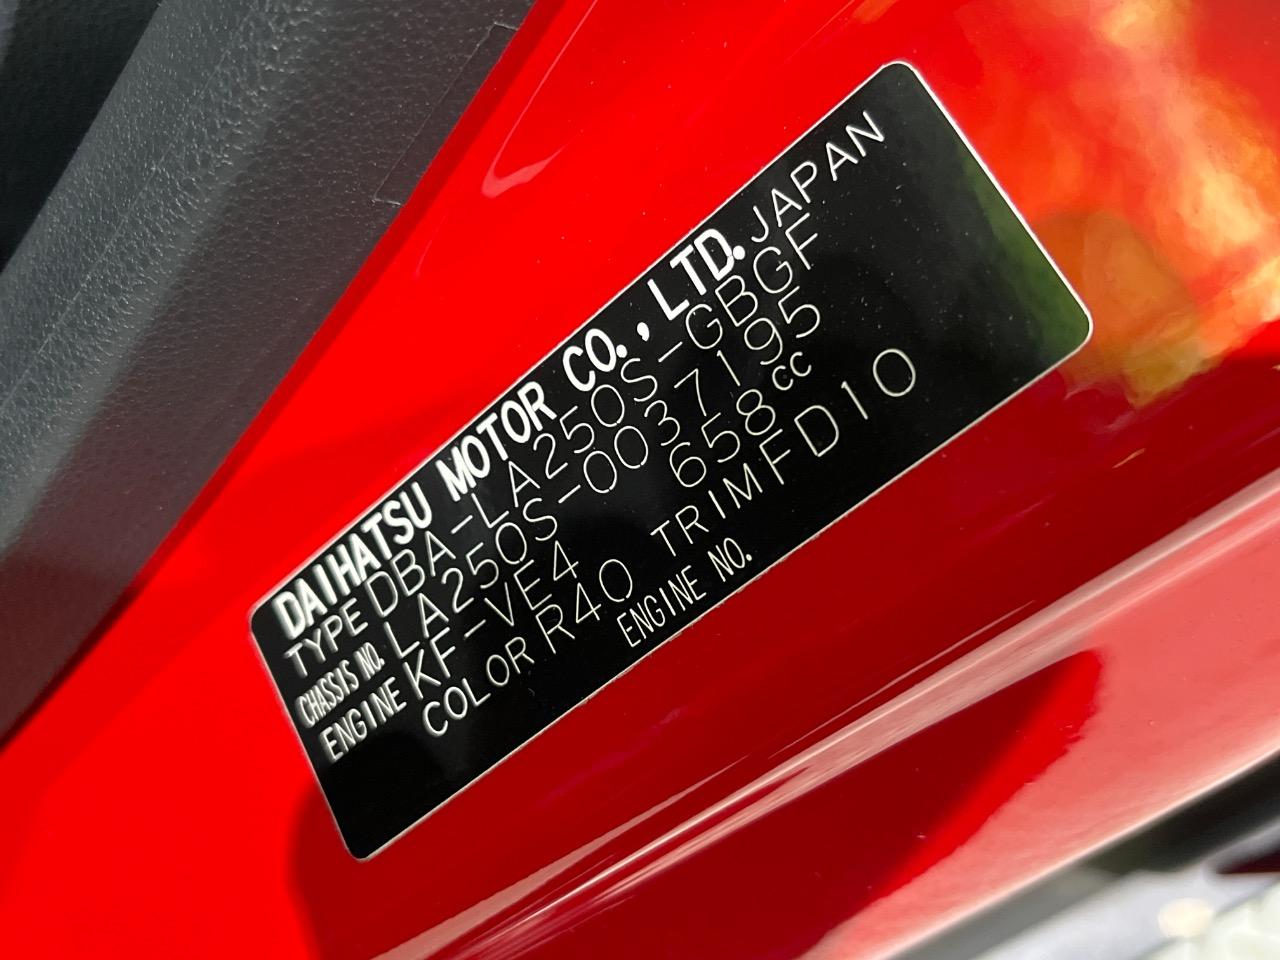 DAIHATSU MOTOR CO., LTD. JAPAN
TYPE DBA-LA250S-GBGF
CHASSIS NO. LA250S-0037195
ENGINE KF-VE4 658cc
COLOR R40 TRIM FD10
ENGINE NO.